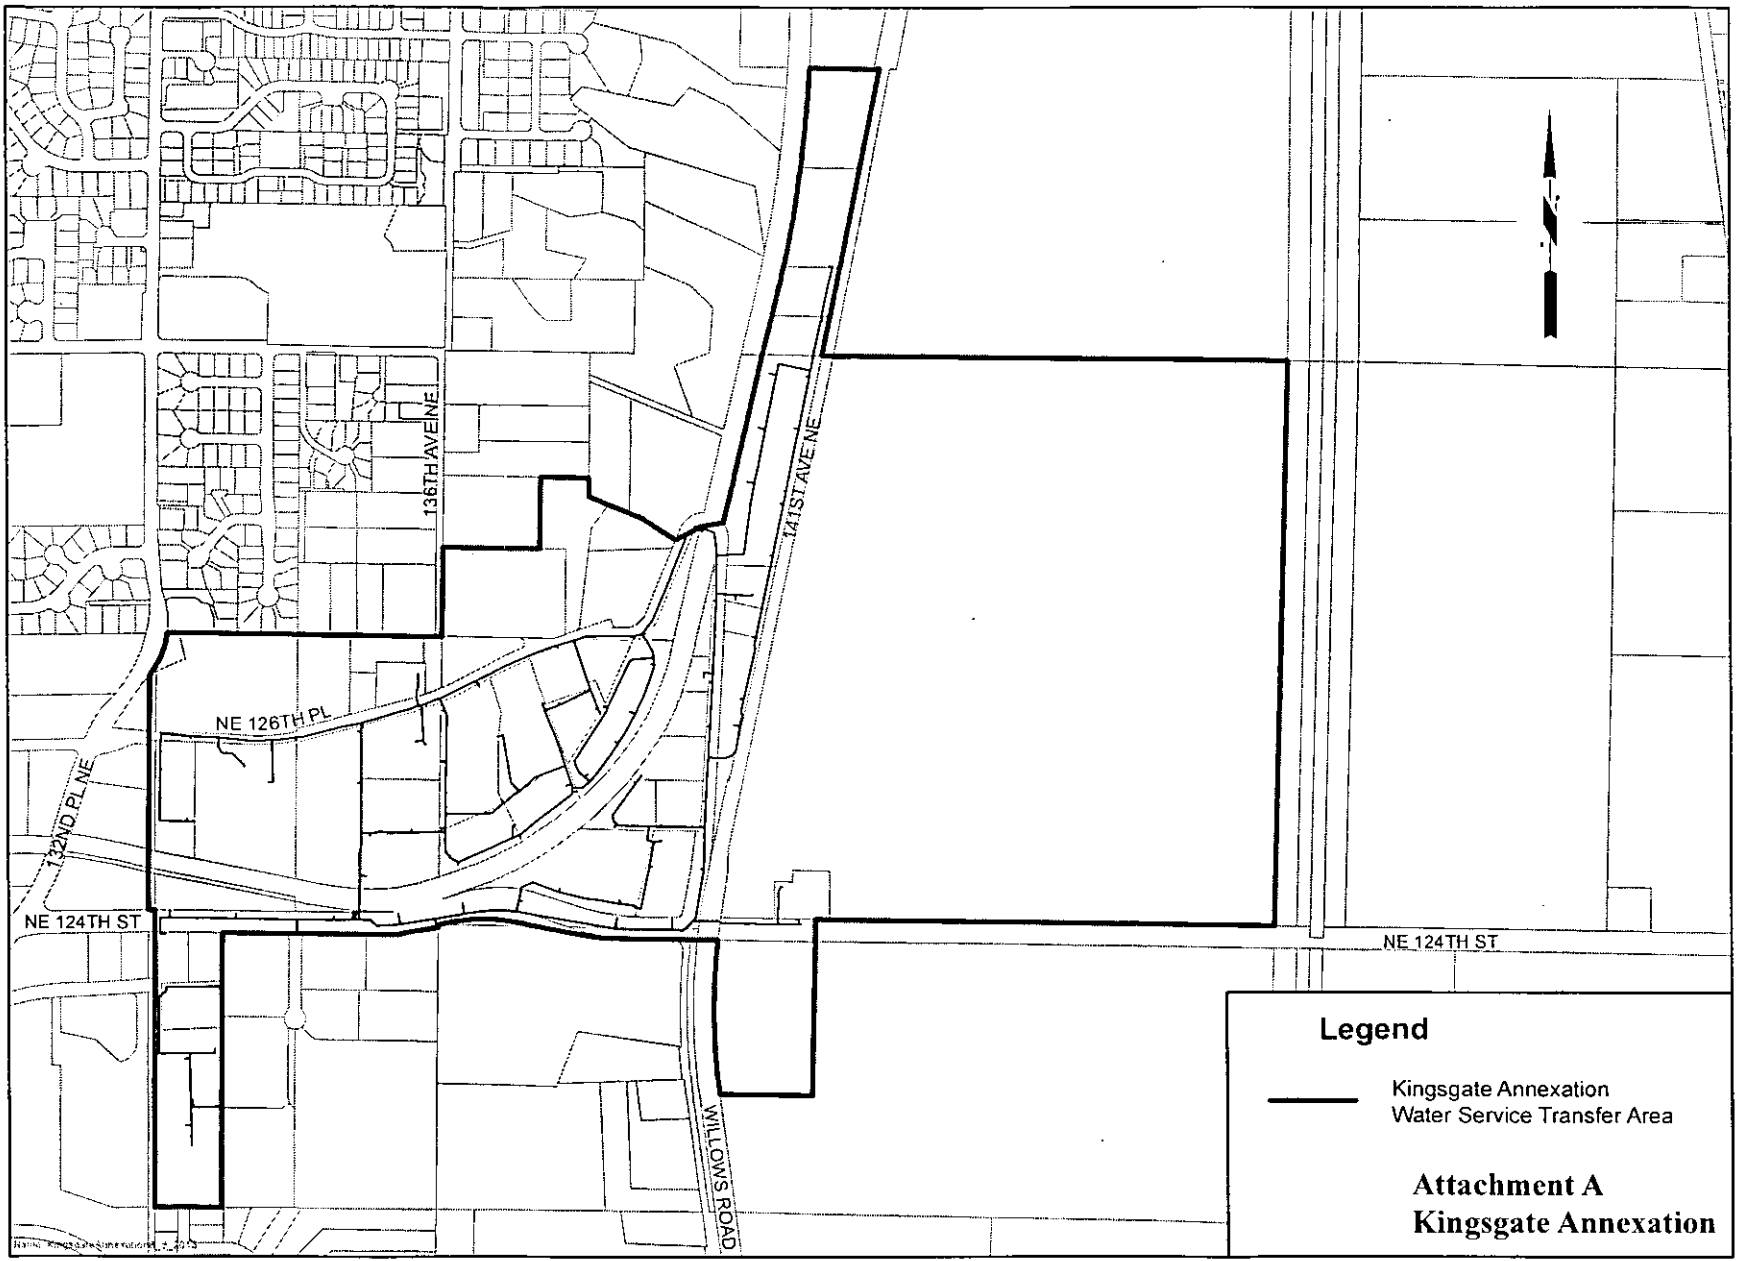 136TH AVE NE
141ST AVE NE
NE 126TH PL
132ND PL NE
NE 124TH ST
NE 124TH ST
WILLOWS ROAD
Legend
Kingsgate Annexation
Water Service Transfer Area
Attachment A
Kingsgate Annexation